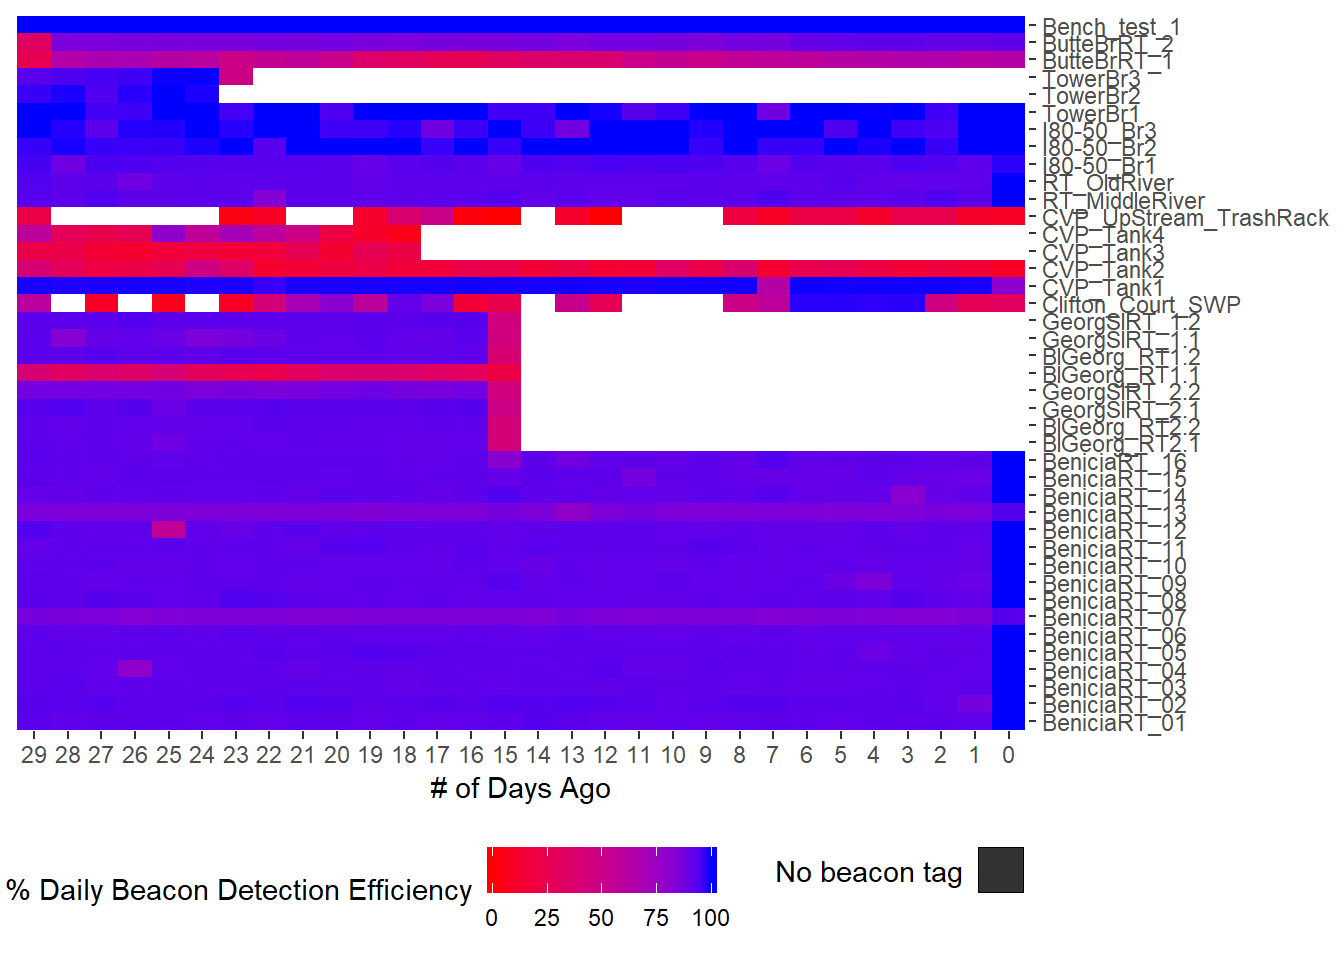 Bench_test_1
ButteBrRT_2
ButteBrRT_1
TowerBr3
TowerBr2
TowerBr1
I80-50_Br3
I80-50_Br2
I80-50_Br1
RT_OldRiver
RT_MiddleRiver
CVP_UpStream_TrashRack
CVP_Tank4
CVP_Tank3
CVP_Tank2
CVP_Tank1
Clifton_Court_SWP
GeorgSlRT_1.2
GeorgSlRT_1.1
BlGeorg_RT1.2
BlGeorg_RT1.1
GeorgSlRT_2.2
GeorgSlRT_2.1
BlGeorg_RT2.2
BlGeorg_RT2.1
BeniciaRT_16
BeniciaRT_15
BeniciaRT_14
BeniciaRT_13
BeniciaRT_12
BeniciaRT_11
BeniciaRT_10
BeniciaRT_09
BeniciaRT_08
BeniciaRT_07
BeniciaRT_06
BeniciaRT_05
BeniciaRT_04
BeniciaRT_03
BeniciaRT_02
BeniciaRT_01
29 28 27 26 25 24 23 22 21 20 19 18 17 16 15 14 13 12 11 10 9 8 7 6 5 4 3 2 1 0
# of Days Ago
% Daily Beacon Detection Efficiency
0 25 50 75 100
No beacon tag